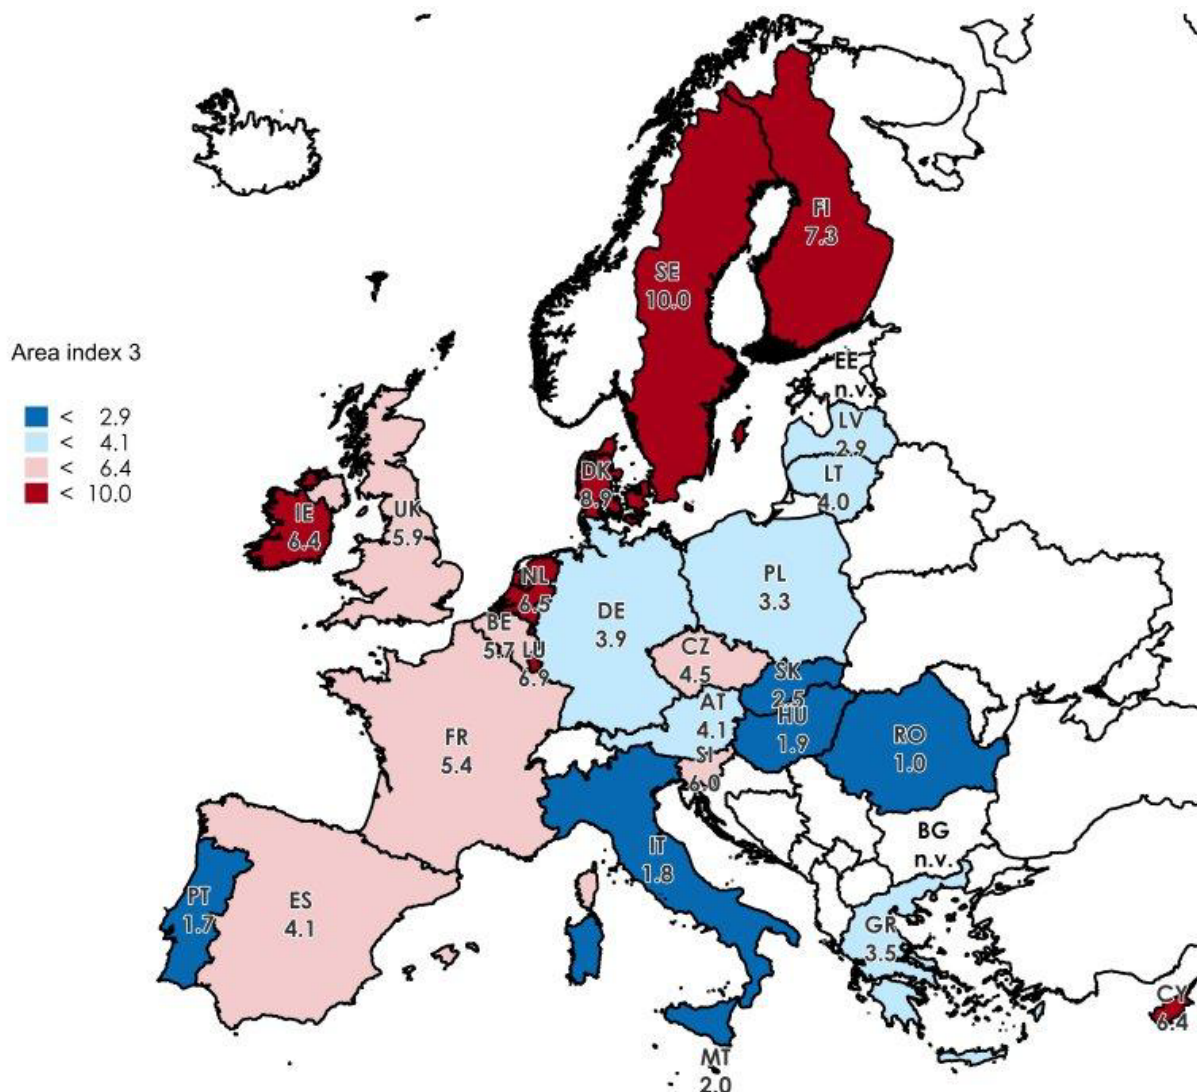 FI
7.3
SE
10.0
Area index 3
< 2.9
< 4.1
< 6.4
< 10.0
EE
n.v.
LV
2.9
LT
4.0
DK
8.9
IE
6.4
UK
5.9
NL
6.5
PL
3.3
DE
3.9
BE
5.7
LU
6.9
CZ
4.5
SK
2.5
AT
4.1
HU
1.9
RO
1.0
FR
5.4
SI
6.0
BG
n.v.
IT
1.8
PT
1.7
ES
4.1
GR
3.5
CY
6.4
MT
2.0